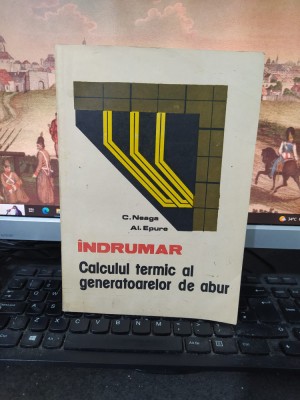 C. Neaga
Al. Epure
ÎNDRUMAR
Calculul termic al
generatoarelor de abur